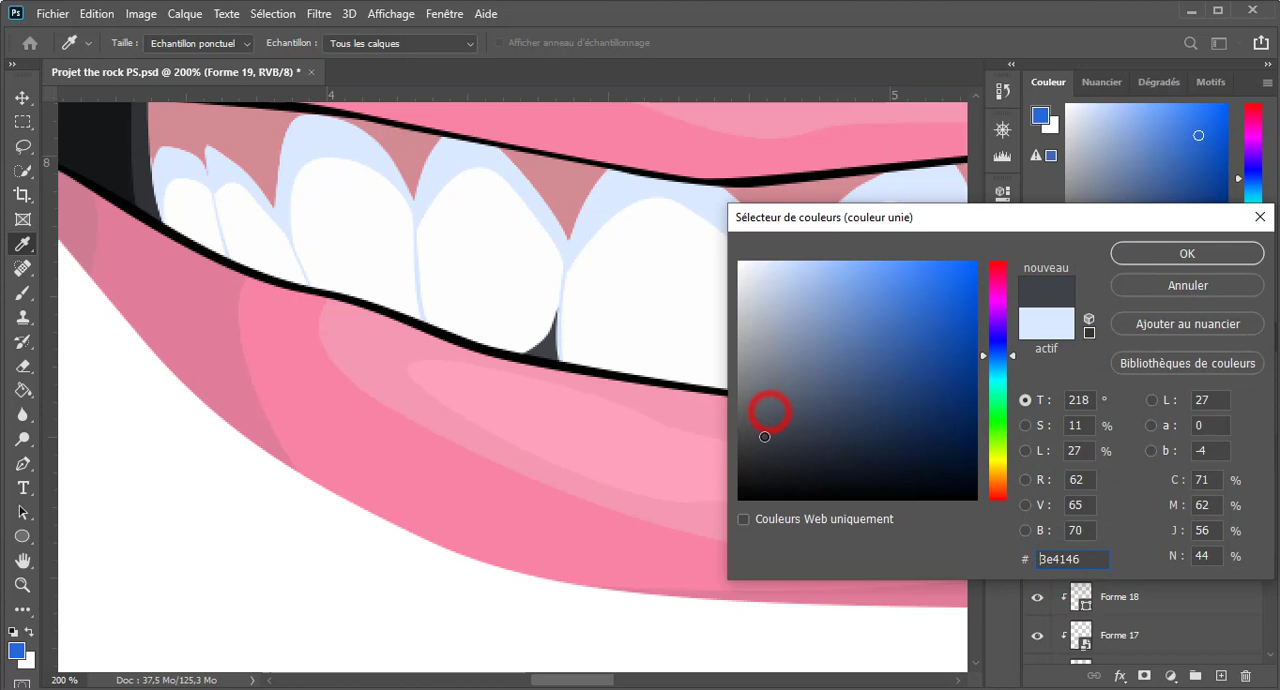 Ps Fichier Edition Image Calque Texte Sélection Filtre 3D Affichage Fenêtre Aide
Taille : Echantillon ponctuel Echantillon : Tous les calques Afficher anneau d'échantillonnage
Projet the rock PS.psd @ 200% (Forme 19, RVB/8) * ×
Couleur Nuancier Dégradés Motifs
4 5
8
Sélecteur de couleurs (couleur unie)
nouveau
actif
OK
Annuler
Ajouter au nuancier
Bibliothèques de couleurs
T : 218 ° L : 27
S : 11 % a : 0
L : 27 % b : -4
R : 62 C : 71 %
V : 65 M : 62 %
B : 70 J : 56 %
# 3e4146 N : 44 %
Couleurs Web uniquement
Forme 18
Forme 17
200 % Doc : 37,5 Mo/125,3 Mo
fx